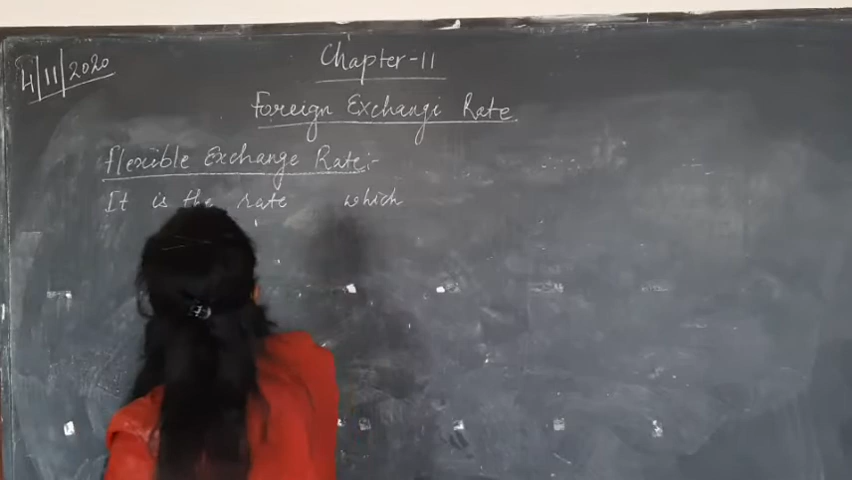 4/11/2020
Chapter-11
Foreign Exchange Rate
Flexible Exchange Rate:-
It is the rate which